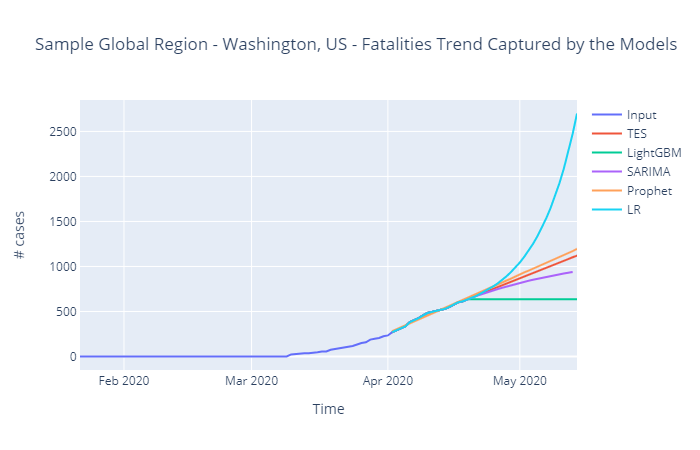 Sample Global Region - Washington, US - Fatalities Trend Captured by the Models
Input
TES
LightGBM
SARIMA
Prophet
LR
2500
2000
1500
1000
500
0
# cases
Feb 2020
Mar 2020
Apr 2020
May 2020
Time